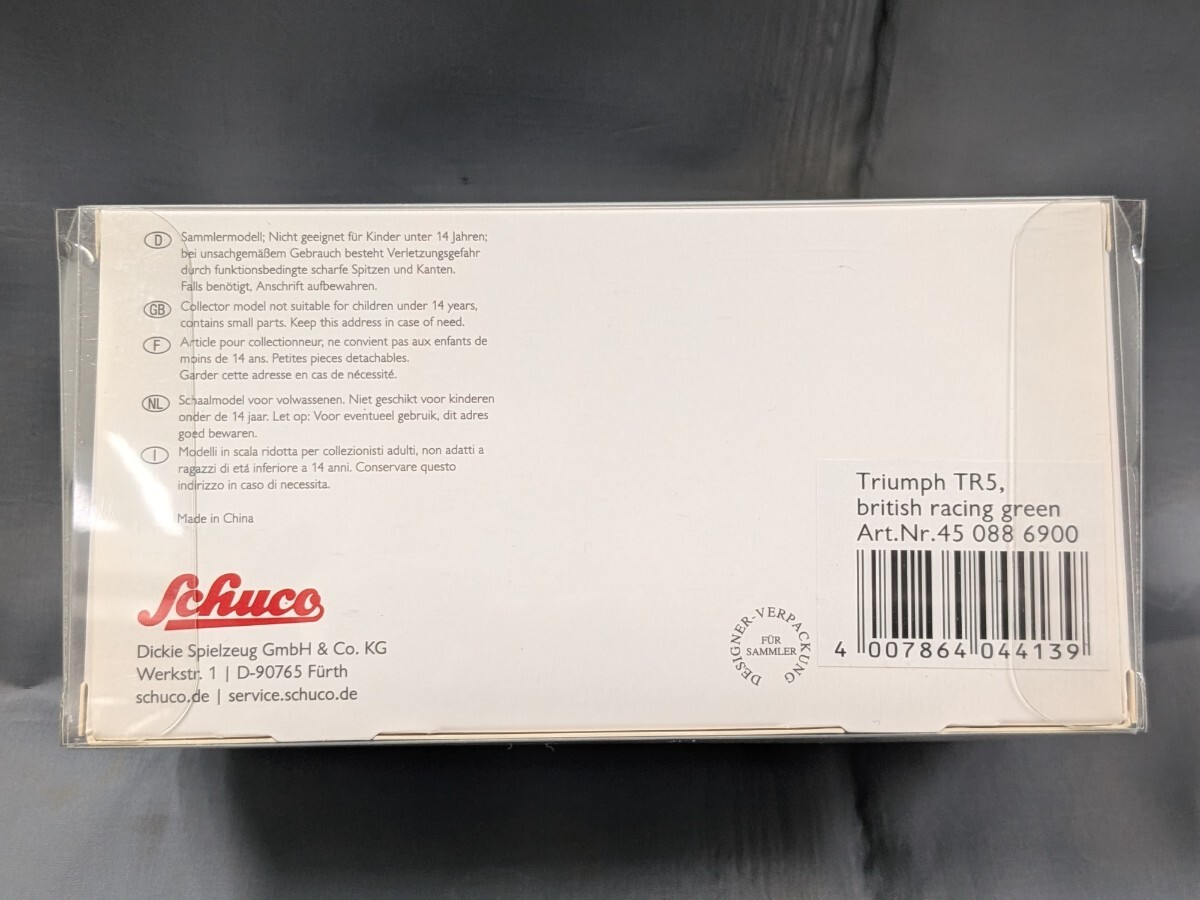 D Sammlermodell; Nicht geeignet für Kinder unter 14 Jahren;
bei unsachgemäßem Gebrauch besteht Verletzungsgefahr
durch funktionsbedingte scharfe Spitzen und Kanten.
Falls benötigt, Anschrift aufbewahren.
GB Collector model not suitable for children under 14 years,
contains small parts. Keep this address in case of need.
F Article pour collectionneur, ne convient pas aux enfants de
moins de 14 ans. Petites pieces detachables.
Garder cette adresse en cas de nécessité.
NL Schaalmodel voor volwassenen. Niet geschikt voor kinderen
onder de 14 jaar. Let op: Voor eventueel gebruik, dit adres
goed bewaren.
I Modelli in scala ridotta per collezionisti adulti, non adatti a
ragazzi di etá inferiore a 14 anni. Conservare questo
indirizzo in caso di necessita.
Made in China
Schuco
Dickie Spielzeug GmbH & Co. KG
Werkstr. 1 | D-90765 Fürth
schuco.de | service.schuco.de
DESIGNER-VERPACKUNG
FÜR
SAMMLER
Triumph TR5,
british racing green
Art.Nr.45 088 6900
4 007864 044139